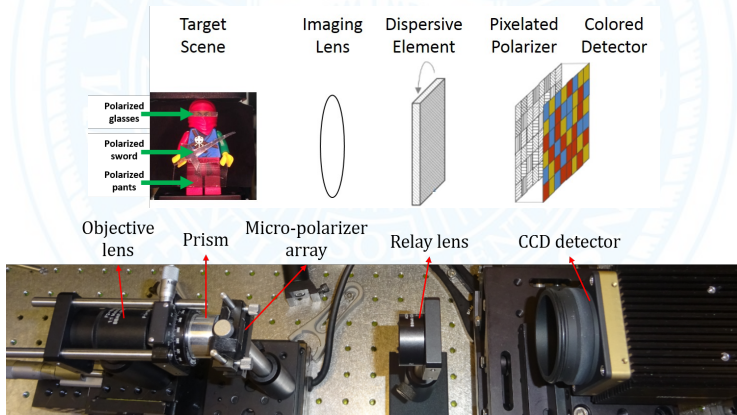 Target
Scene
Imaging
Lens
Dispersive
Element
Pixelated
Polarizer
Colored
Detector
Polarized
glasses
Polarized
sword
Polarized
pants
Objective
lens
Prism
Micro-polarizer
array
Relay lens
CCD detector